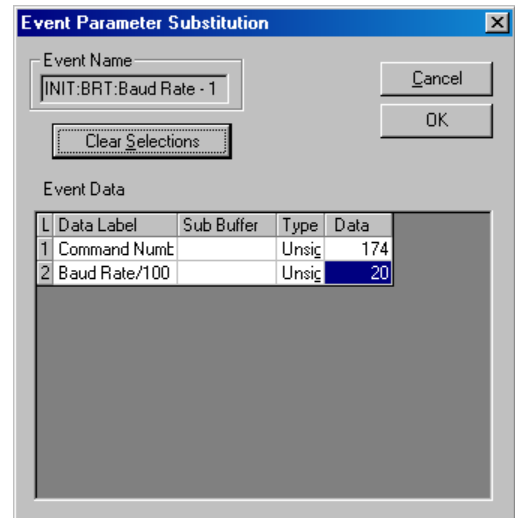 Event Parameter Substitution
Event Name
INIT:BRT:Baud Rate - 1
Cancel
OK
Clear Selections
Event Data
L Data Label Sub Buffer Type Data
1 Command Numb Unsig 174
2 Baud Rate/100 Unsig 20